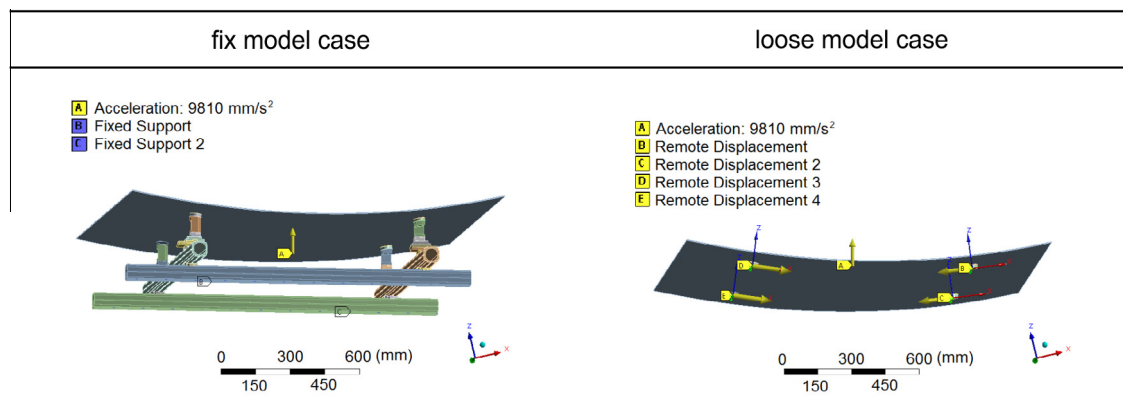 fix model case
loose model case
A Acceleration: 9810 mm/s²
B Fixed Support
C Fixed Support 2
A
B
C
0 300 600 (mm)
150 450
Z
X
A Acceleration: 9810 mm/s²
B Remote Displacement
C Remote Displacement 2
D Remote Displacement 3
E Remote Displacement 4
Z
Z
D
A
B
E
C
0 300 600 (mm)
150 450
Z
X